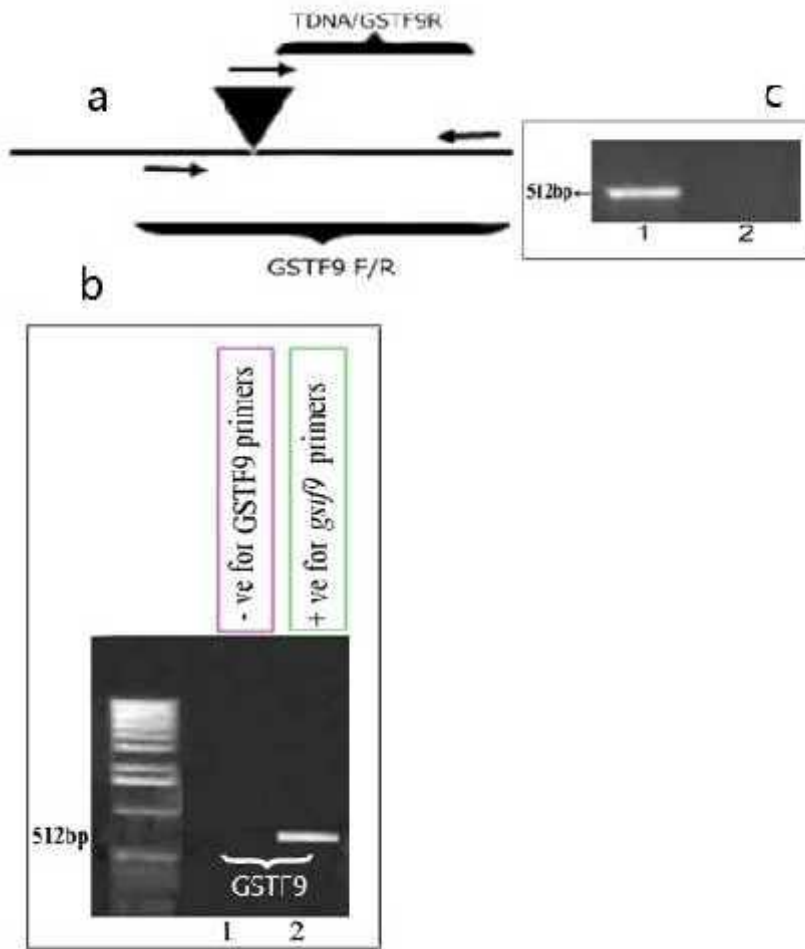 TDNA/GSTF9R
a
GSTF9 F/R
c
512bp←
1 2
b
- ve for GSTF9 primers
+ ve for gstf9 primers
512bp
GSTF9
1 2